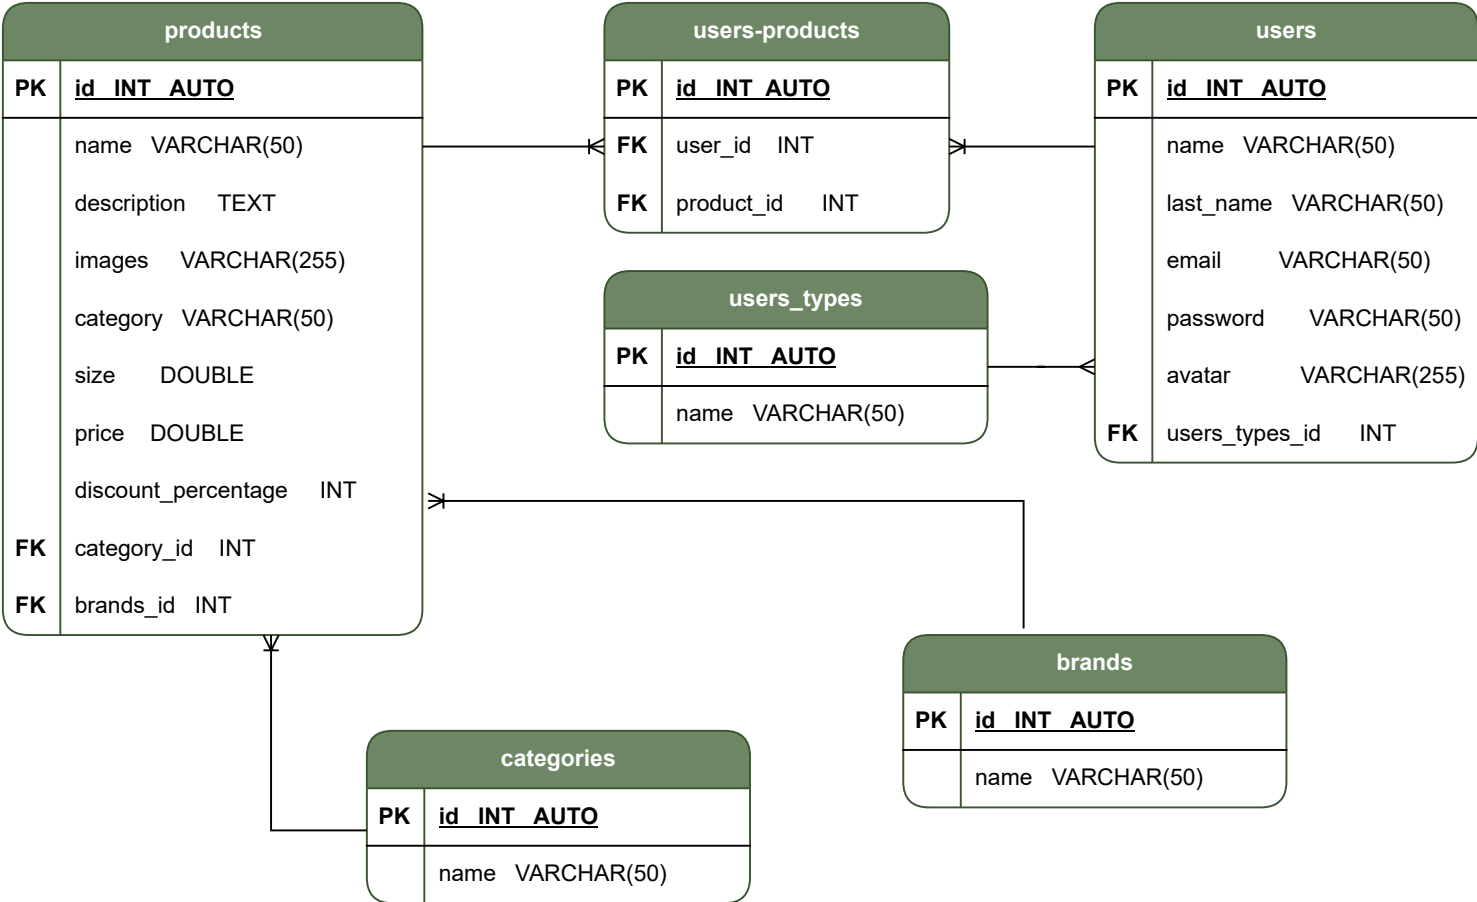 products
PK id INT AUTO
name VARCHAR(50)
description TEXT
images VARCHAR(255)
category VARCHAR(50)
size DOUBLE
price DOUBLE
discount_percentage INT
FK category_id INT
FK brands_id INT
users-products
PK id INT AUTO
FK user_id INT
FK product_id INT
users
PK id INT AUTO
name VARCHAR(50)
last_name VARCHAR(50)
email VARCHAR(50)
password VARCHAR(50)
avatar VARCHAR(255)
FK users_types_id INT
users_types
PK id INT AUTO
name VARCHAR(50)
brands
PK id INT AUTO
name VARCHAR(50)
categories
PK id INT AUTO
name VARCHAR(50)